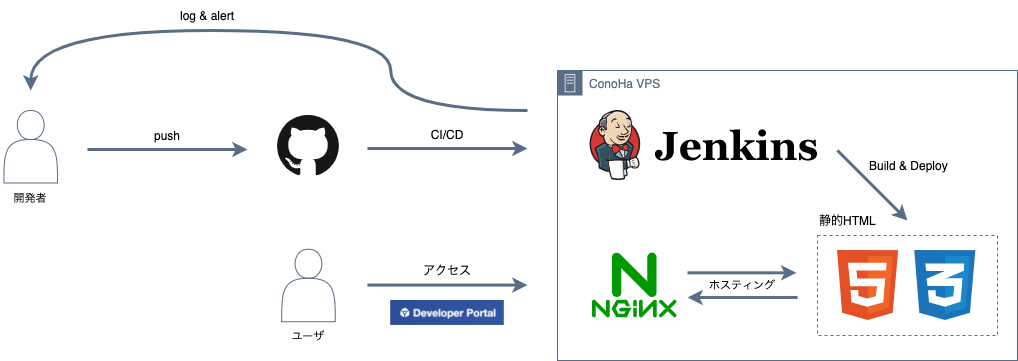 log & alert
ConoHa VPS
push
CI/CD
Jenkins
Build & Deploy
開発者
静的HTML
アクセス
Developer Portal
ユーザ
NGINX
ホスティング
5
3